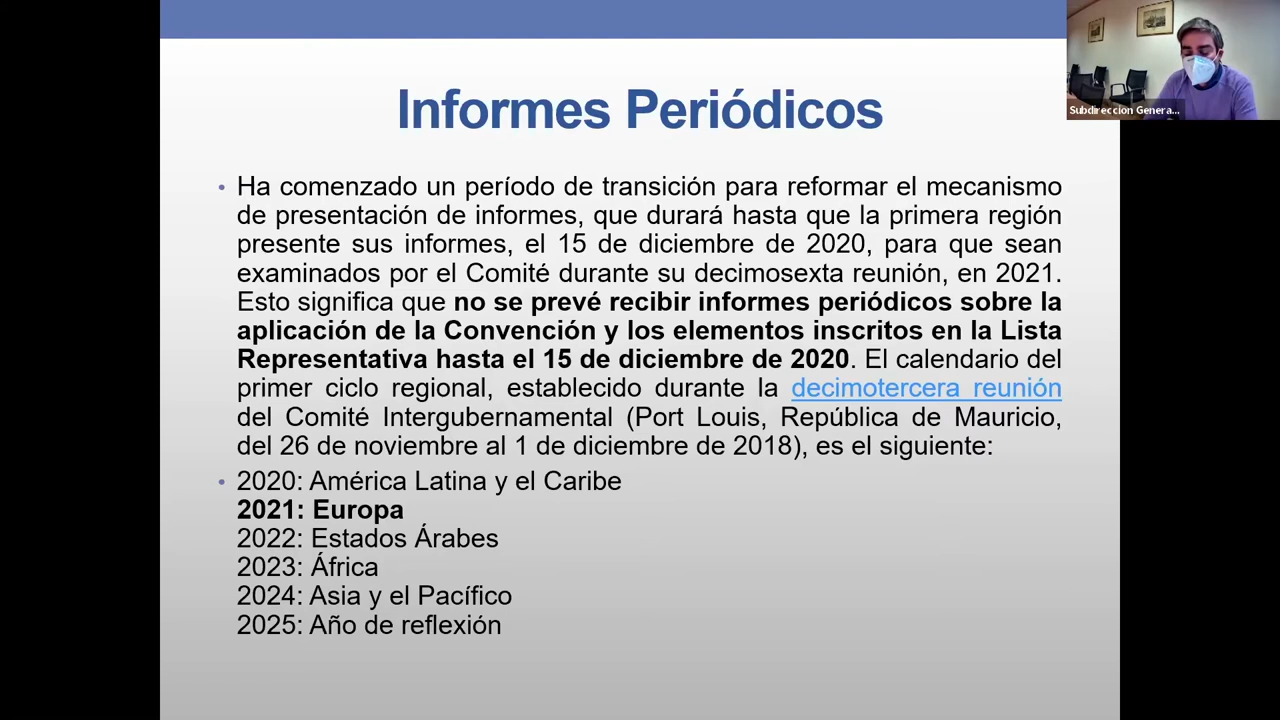 Informes Periódicos
• Ha comenzado un período de transición para reformar el mecanismo
de presentación de informes, que durará hasta que la primera región
presente sus informes, el 15 de diciembre de 2020, para que sean
examinados por el Comité durante su decimosexta reunión, en 2021.
Esto significa que no se prevé recibir informes periódicos sobre la
aplicación de la Convención y los elementos inscritos en la Lista
Representativa hasta el 15 de diciembre de 2020. El calendario del
primer ciclo regional, establecido durante la decimotercera reunión
del Comité Intergubernamental (Port Louis, República de Mauricio,
del 26 de noviembre al 1 de diciembre de 2018), es el siguiente:
• 2020: América Latina y el Caribe
2021: Europa
2022: Estados Árabes
2023: África
2024: Asia y el Pacífico
2025: Año de reflexión
Subdireccion Genera...